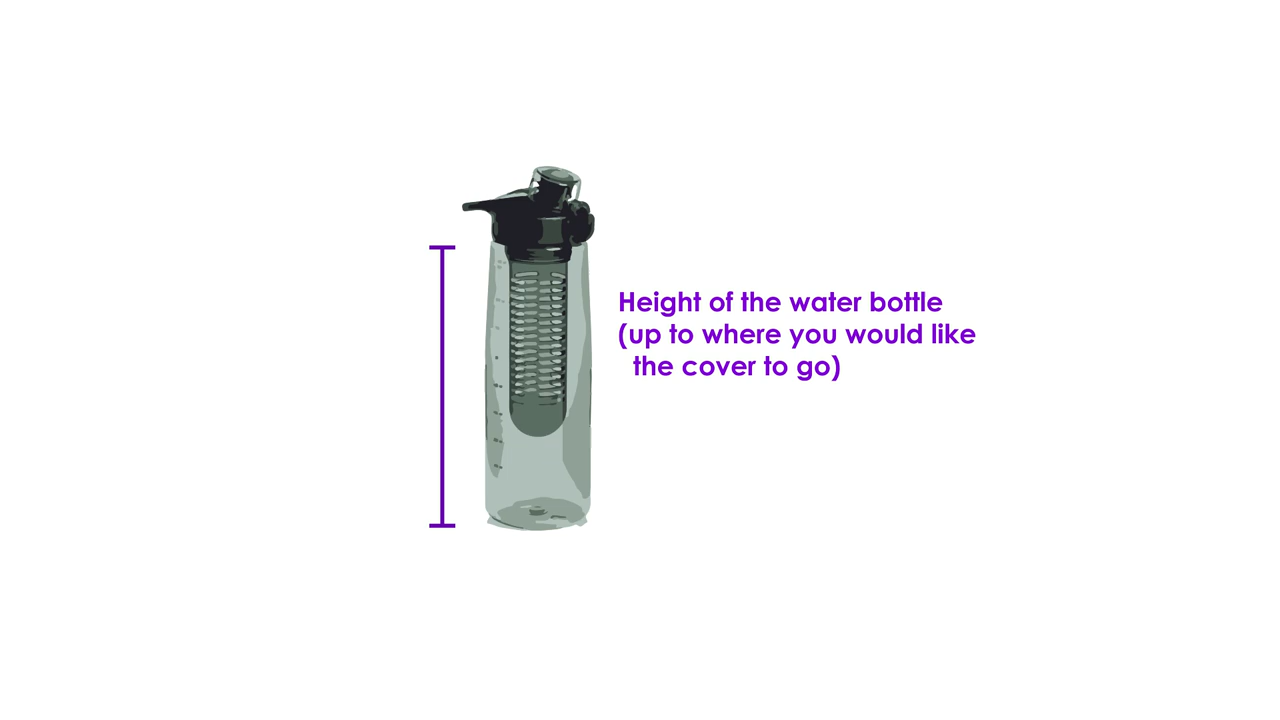 Height of the water bottle
(up to where you would like
the cover to go)